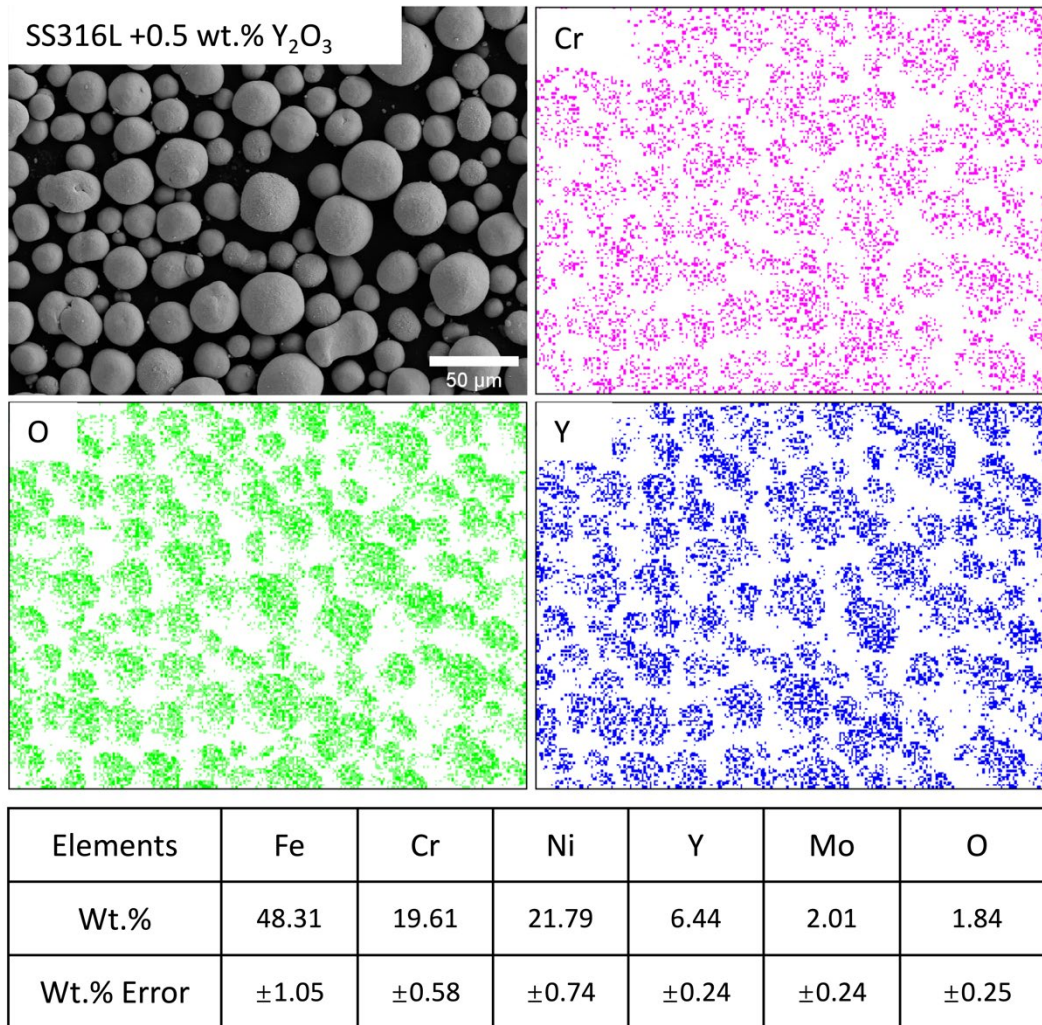 SS316L +0.5 wt.% Y₂O₃
Cr
50 μm
O
Y
Elements Fe Cr Ni Y Mo O
Wt.% 48.31 19.61 21.79 6.44 2.01 1.84
Wt.% Error ±1.05 ±0.58 ±0.74 ±0.24 ±0.24 ±0.25